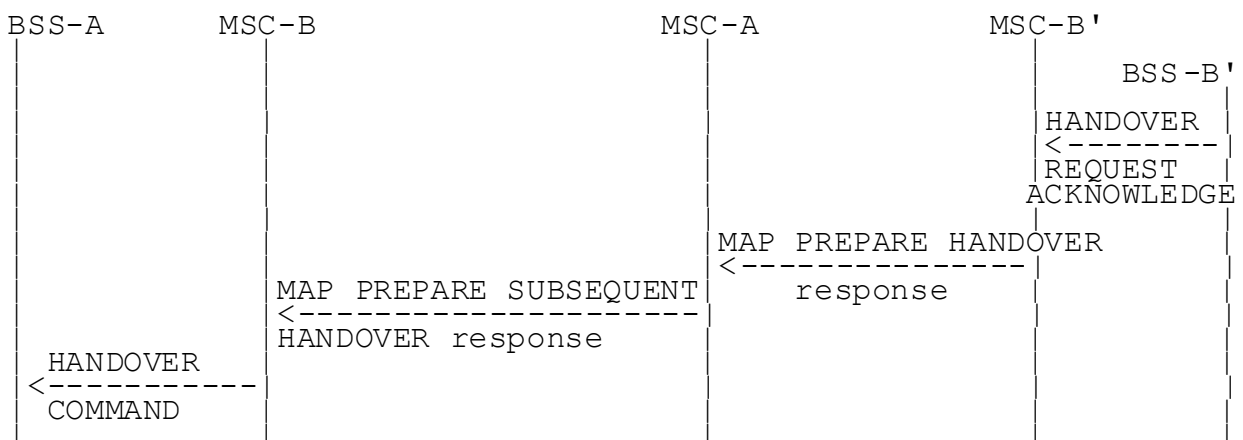 BSS-A MSC-B MSC-A MSC-B'
BSS-B'
HANDOVER
REQUEST
ACKNOWLEDGE
MAP PREPARE HANDOVER
response
MAP PREPARE SUBSEQUENT
HANDOVER response
HANDOVER
COMMAND